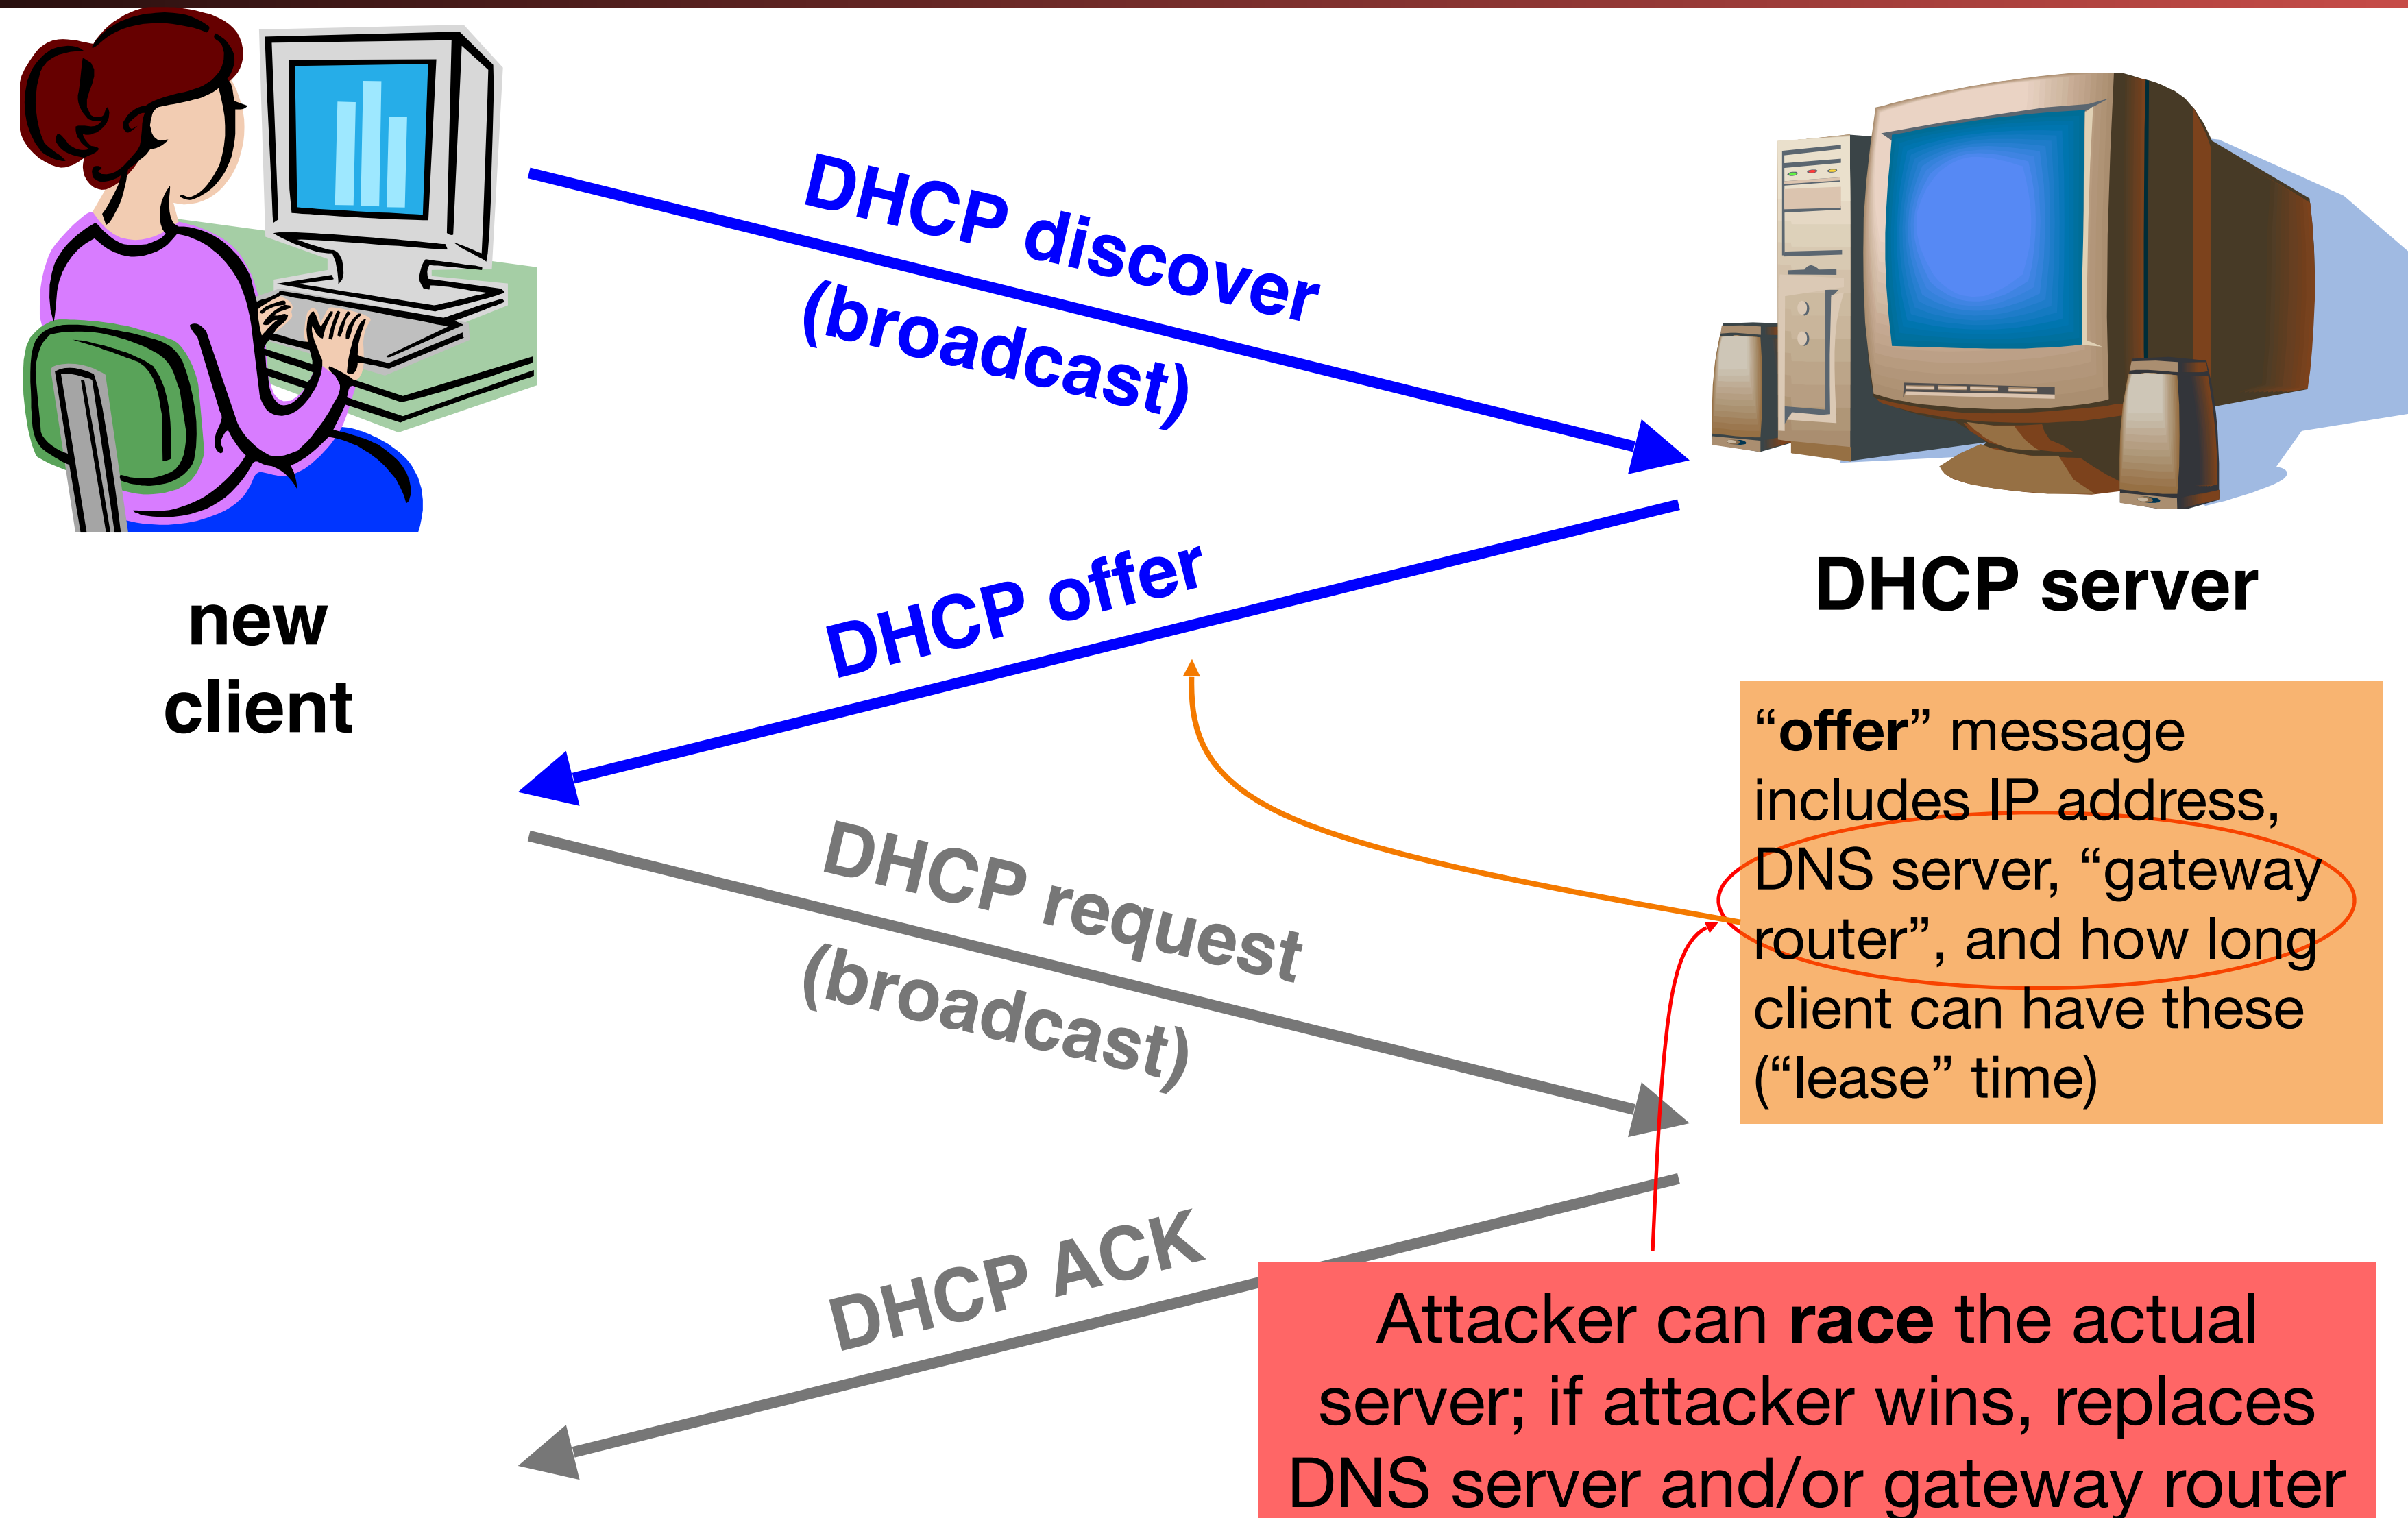 DHCP discover
(broadcast)
DHCP offer
DHCP server
new
client
“offer” message
includes IP address,
DNS server, “gateway
router”, and how long
client can have these
(“lease” time)
DHCP request
(broadcast)
DHCP ACK
Attacker can race the actual
server; if attacker wins, replaces
DNS server and/or gateway router